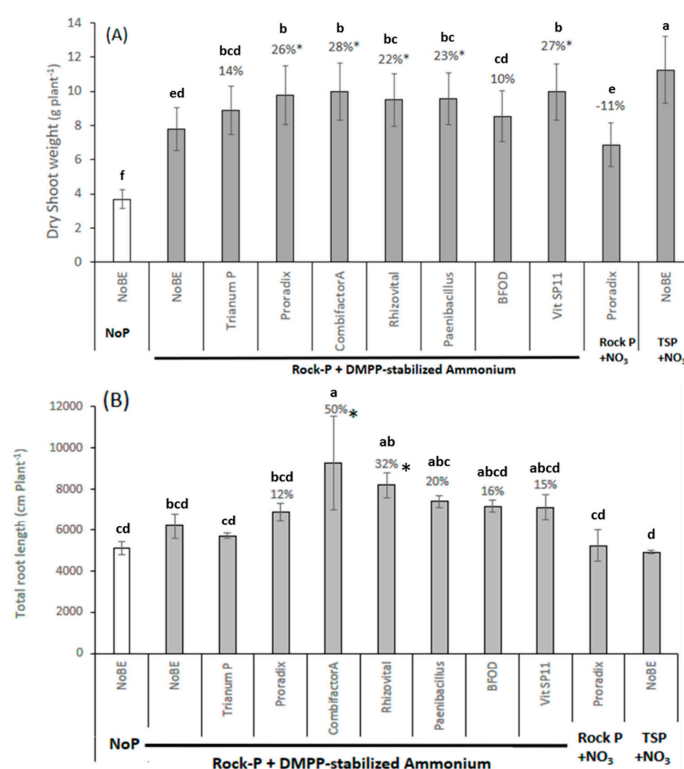 (A)
Dry Shoot weight (g plant-1)
14
12
10
8
6
4
2
0
f
ed
bcd
14%
b
26%*
b
28%*
bc
22%*
bc
23%*
cd
10%
b
27%*
e
-11%
a
NoBE
NoBE
Trianum P
Proradix
CombifactorA
Rhizovital
Paenibacillus
BFOD
Vit SP11
Proradix
NoBE
NoP
Rock-P + DMPP-stabilized Ammonium
Rock P
+NO3
TSP
+NO3
(B)
Total root length (cm Plant-1)
12000
10000
8000
6000
4000
2000
0
cd
bcd
cd
bcd
12%
a
50% *
ab
32% *
abc
20%
abcd
16%
abcd
15%
cd
d
NoBE
NoBE
Trianum P
Proradix
CombifactorA
Rhizovital
Paenibacillus
BFOD
Vit SP11
Proradix
NoBE
NoP
Rock-P + DMPP-stabilized Ammonium
Rock P
+NO3
TSP
+NO3